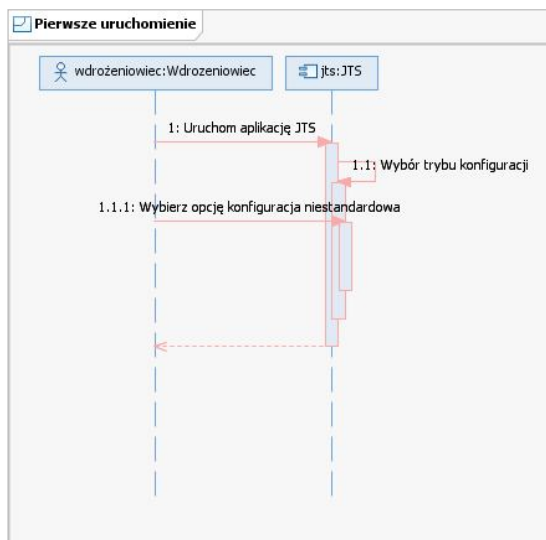 Pierwsze uruchomienie
wdrożeniowiec:Wdrozeniowiec
jts:JTS
1: Uruchom aplikację JTS
1.1: Wybór trybu konfiguracji
1.1.1: Wybierz opcję konfiguracja niestandardowa